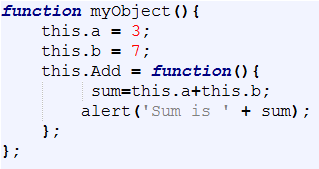 function myObject(){
    this.a = 3;
    this.b = 7;
    this.Add = function(){
         sum=this.a+this.b;
        alert('Sum is ' + sum);
    };
};